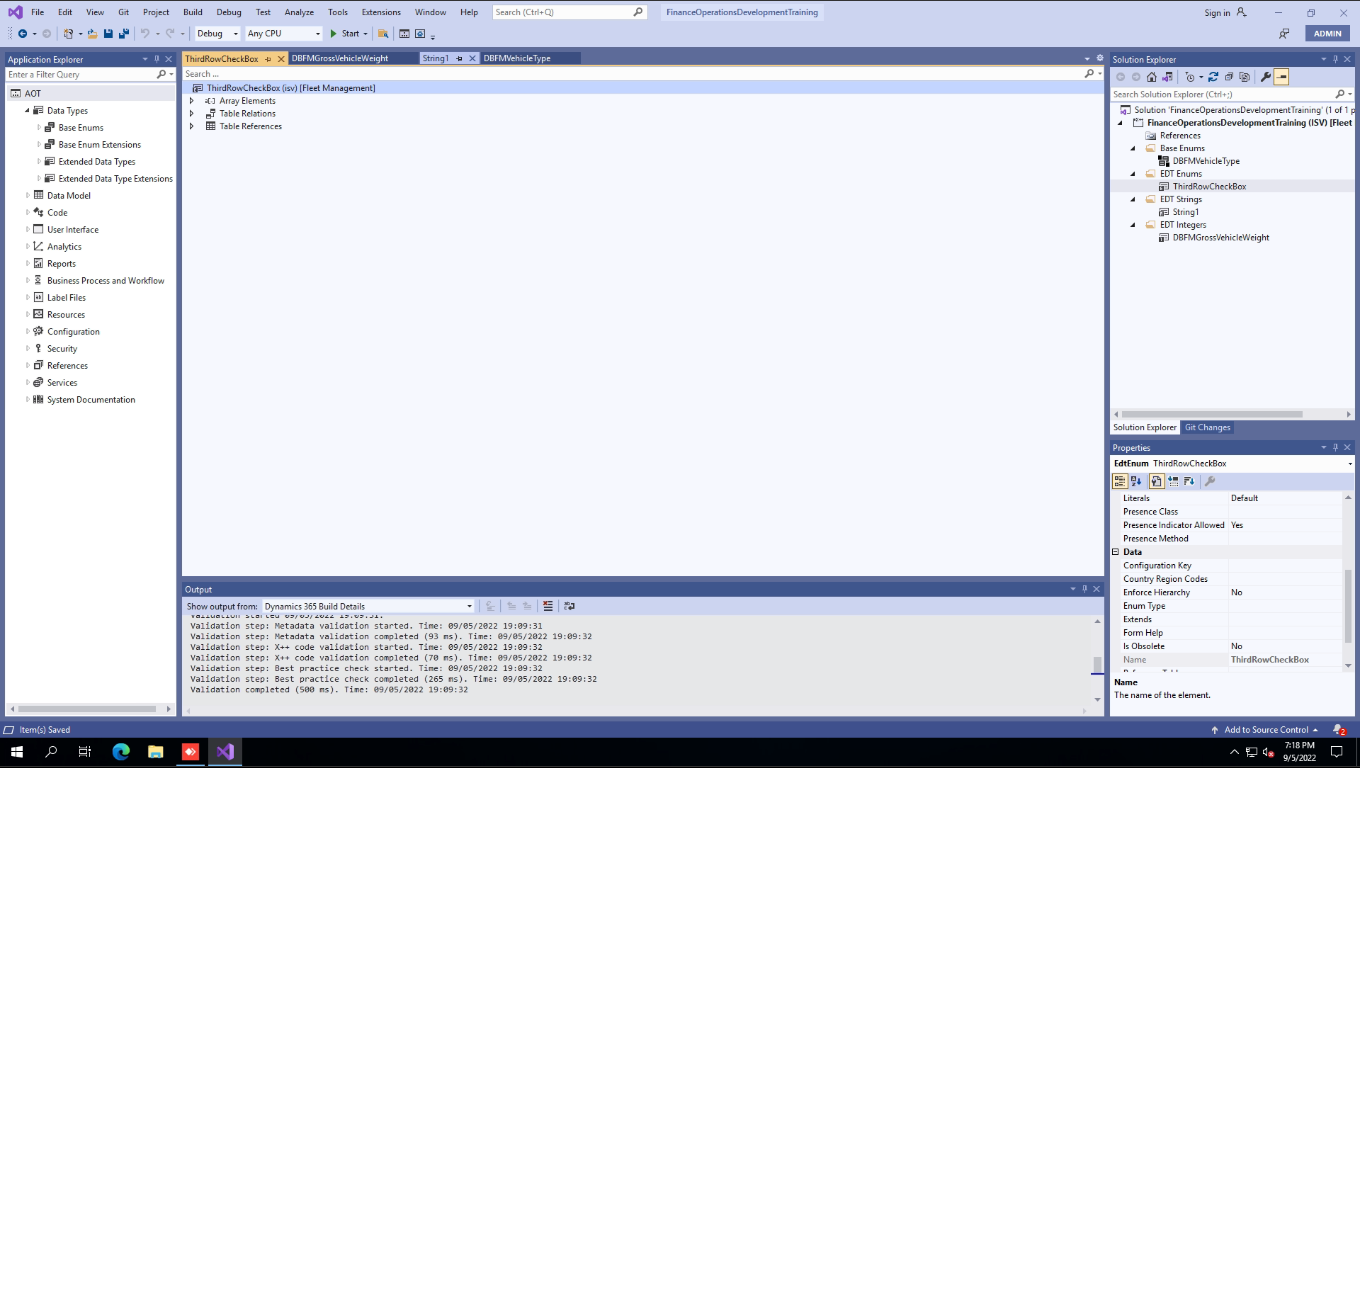 File Edit View Git Project Build Debug Test Analyze Tools Extensions Window Help Search (Ctrl+Q) FinanceOperationsDevelopmentTraining Sign in
Debug Any CPU Start ADMIN
Application Explorer
Enter a Filter Query
AOT
Data Types
Base Enums
Base Enum Extensions
Extended Data Types
Extended Data Type Extensions
Data Model
Code
User Interface
Analytics
Reports
Business Process and Workflow
Label Files
Resources
Configuration
Security
References
Services
System Documentation
ThirdRowCheckBox DBFMGrossVehicleWeight String1 DBFMVehicleType
Search ...
ThirdRowCheckBox (isv) [Fleet Management]
Array Elements
Table Relations
Table References
Output
Show output from: Dynamics 365 Build Details
Validation started 09/05/2022 19:09:31.
Validation step: Metadata validation started. Time: 09/05/2022 19:09:31
Validation step: Metadata validation completed (93 ms). Time: 09/05/2022 19:09:32
Validation step: X++ code validation started. Time: 09/05/2022 19:09:32
Validation step: X++ code validation completed (70 ms). Time: 09/05/2022 19:09:32
Validation step: Best practice check started. Time: 09/05/2022 19:09:32
Validation step: Best practice check completed (265 ms). Time: 09/05/2022 19:09:32
Validation completed (500 ms). Time: 09/05/2022 19:09:32
Solution Explorer
Search Solution Explorer (Ctrl+;)
Solution 'FinanceOperationsDevelopmentTraining' (1 of 1 p
FinanceOperationsDevelopmentTraining (ISV) [Fleet
References
Base Enums
DBFMVehicleType
EDT Enums
ThirdRowCheckBox
EDT Strings
String1
EDT Integers
DBFMGrossVehicleWeight
Solution Explorer Git Changes
Properties
EdtEnum ThirdRowCheckBox
Literals Default
Presence Class
Presence Indicator Allowed Yes
Presence Method
Data
Configuration Key
Country Region Codes
Enforce Hierarchy No
Enum Type
Extends
Form Help
Is Obsolete No
Name ThirdRowCheckBox
Name
The name of the element.
Item(s) Saved Add to Source Control 2
7:18 PM
9/5/2022